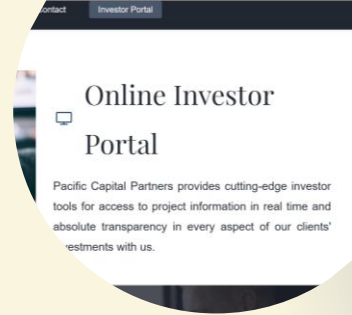 Investor Portal
Online Investor
Portal
Pacific Capital Partners provides cutting-edge investor
tools for access to project information in real time and
absolute transparency in every aspect of our clients'
with us.